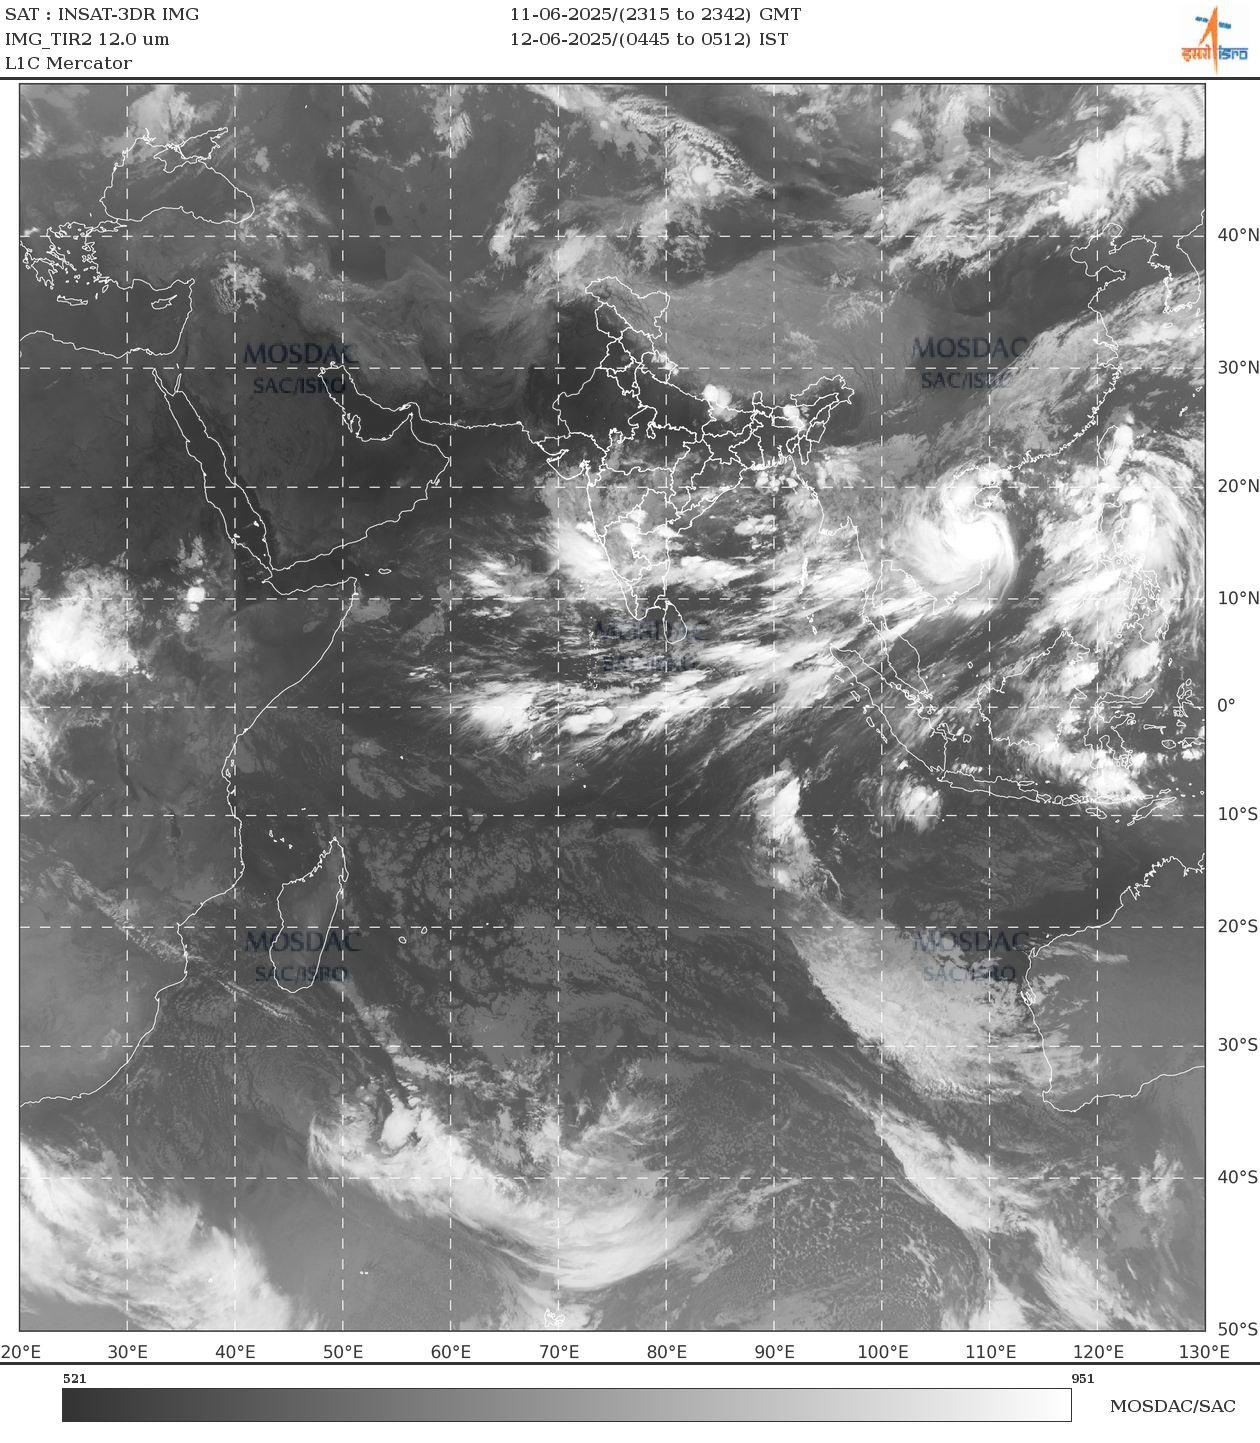 SAT : INSAT-3DR IMG
11-06-2025/(2315 to 2342) GMT
IMG_TIR2 12.0 um
12-06-2025/(0445 to 0512) IST
L1C Mercator
इसरो isro
40°N
MOSDAC
SAC/ISRO
MOSDAC
SAC/ISRO
30°N
20°N
10°N
MOSDAC
SAC/ISRO
0°
10°S
20°S
MOSDAC
SAC/ISRO
MOSDAC
SAC/ISRO
30°S
40°S
50°S
20°E 30°E 40°E 50°E 60°E 70°E 80°E 90°E 100°E 110°E 120°E 130°E
521 951
MOSDAC/SAC